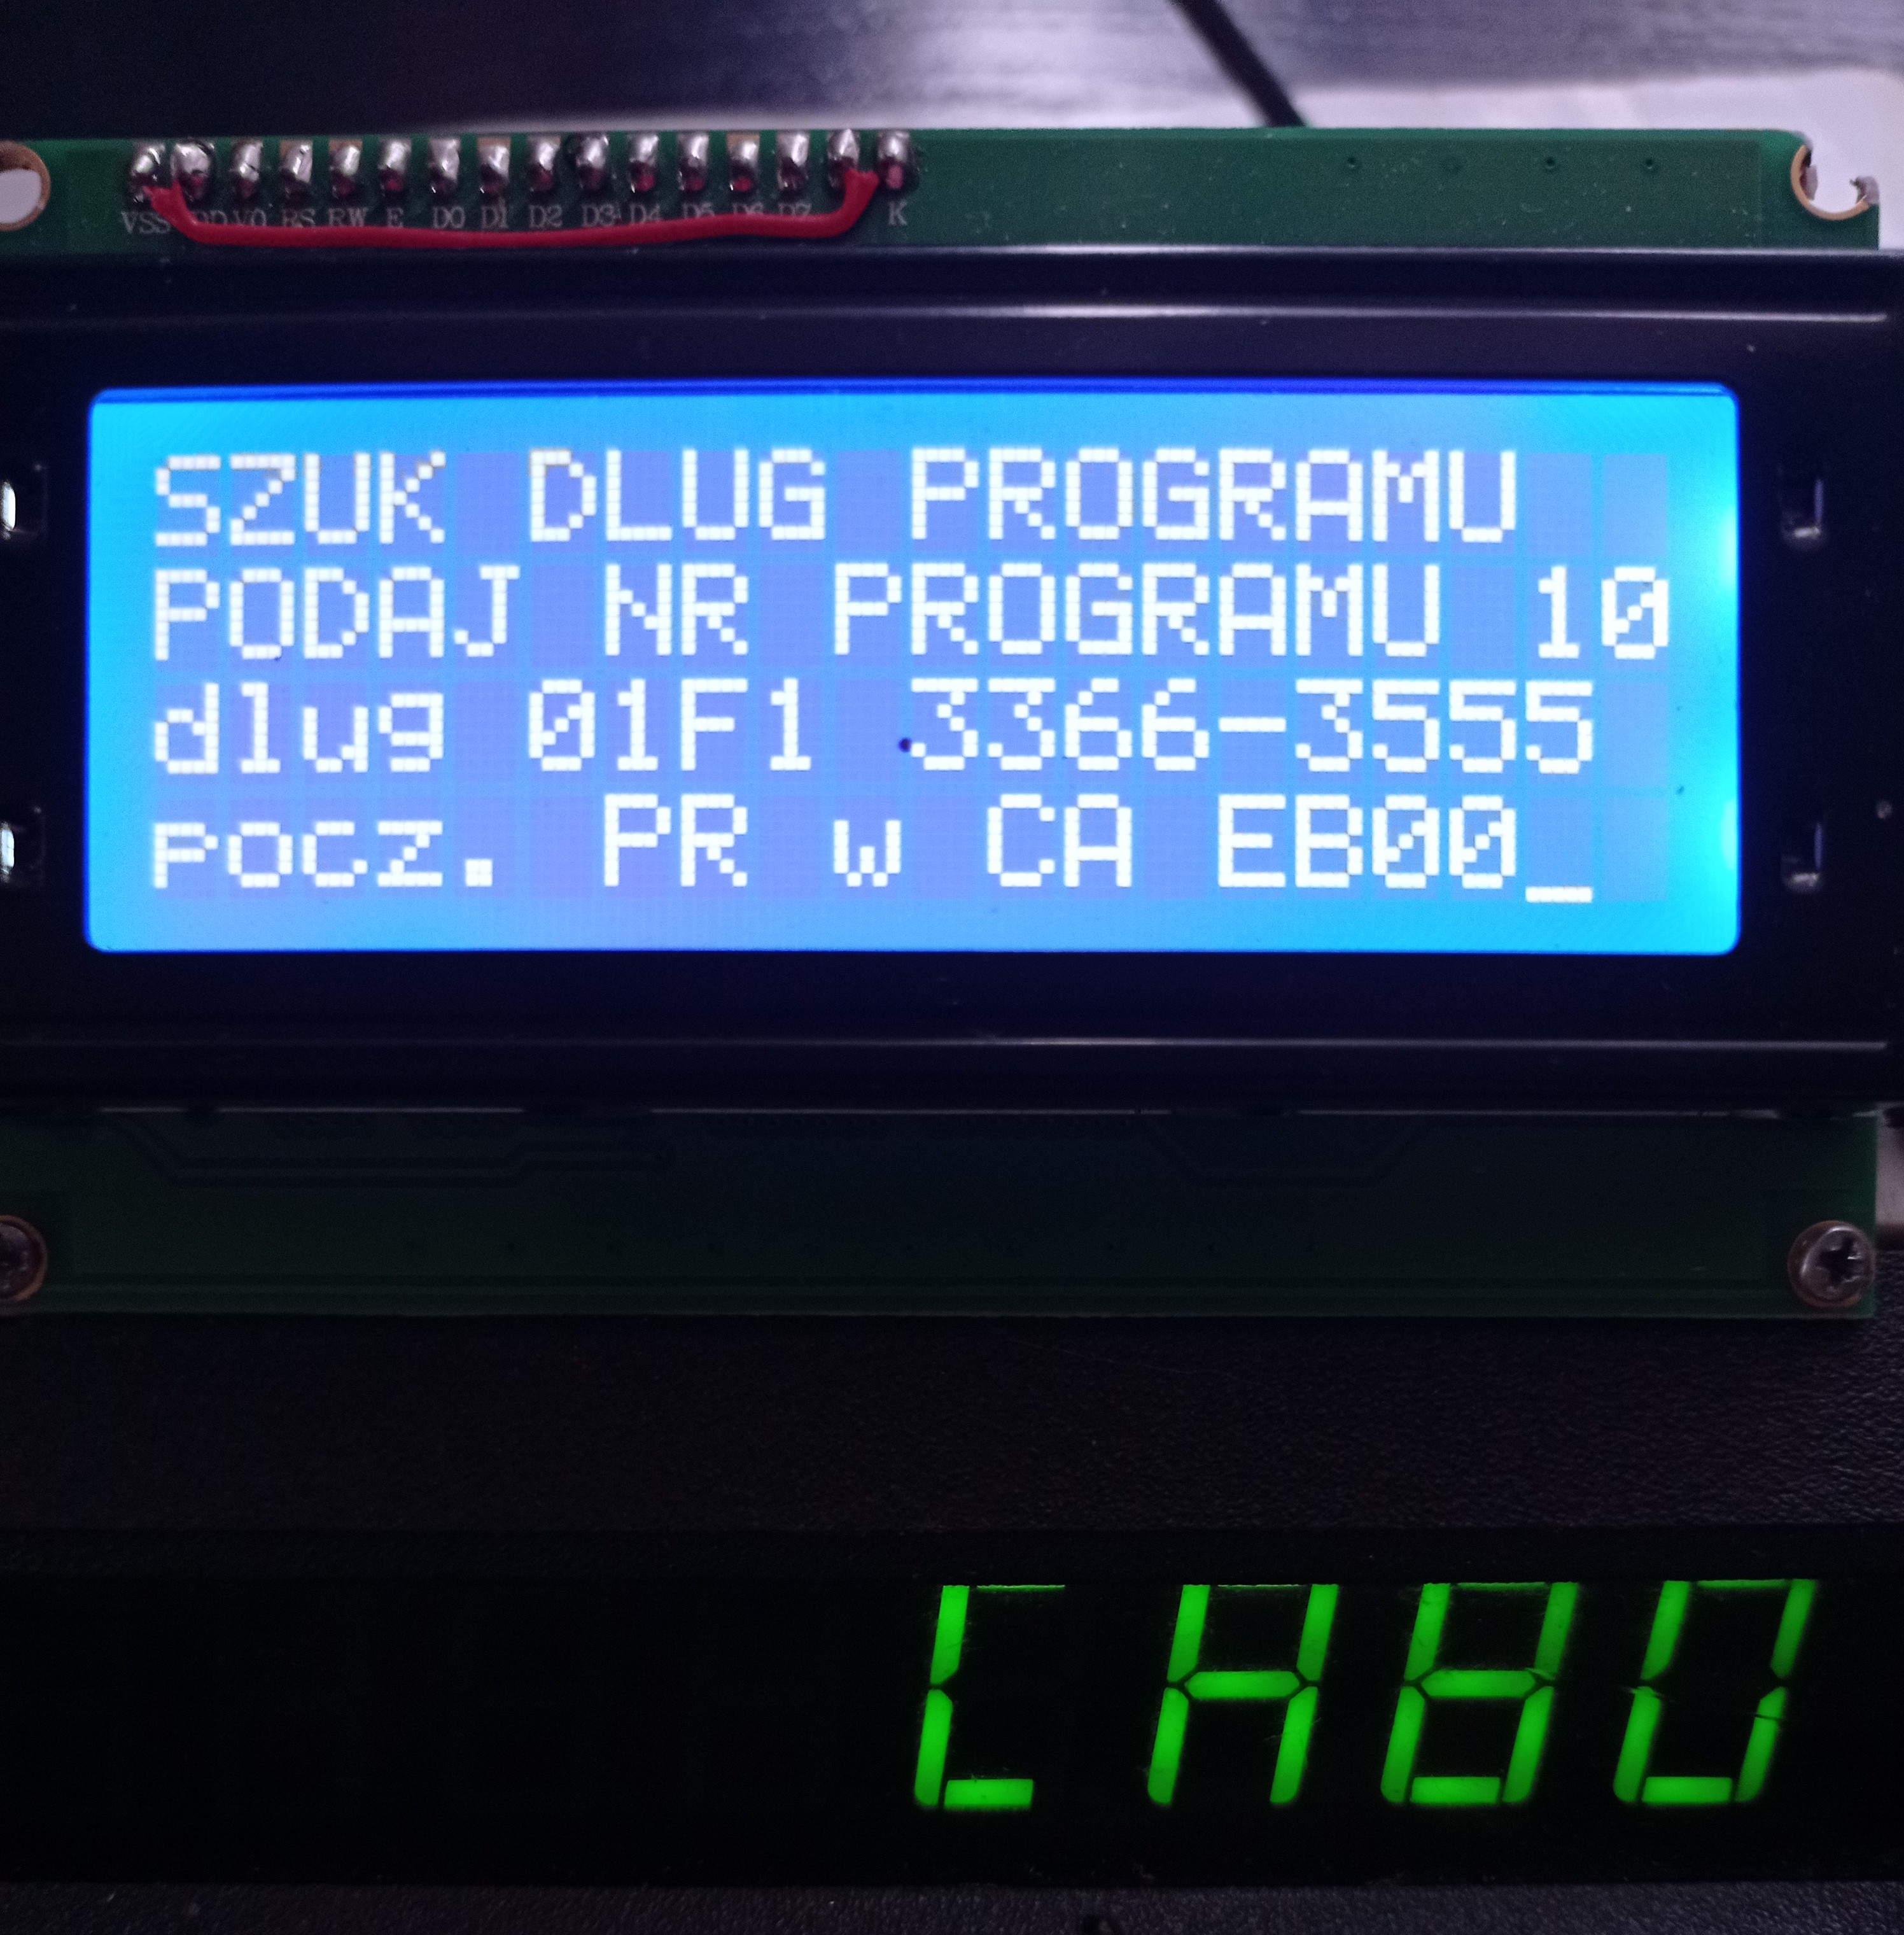 VSS DD V0 RS RW E D0 D1 D2 D3 D4 D5 D6 D7 K
SZUK DLUG PROGRAMU
PODAJ NR PROGRAMU 10
dlug 01F1 3366-3555
pocz. PR w CA EB00_
CA80